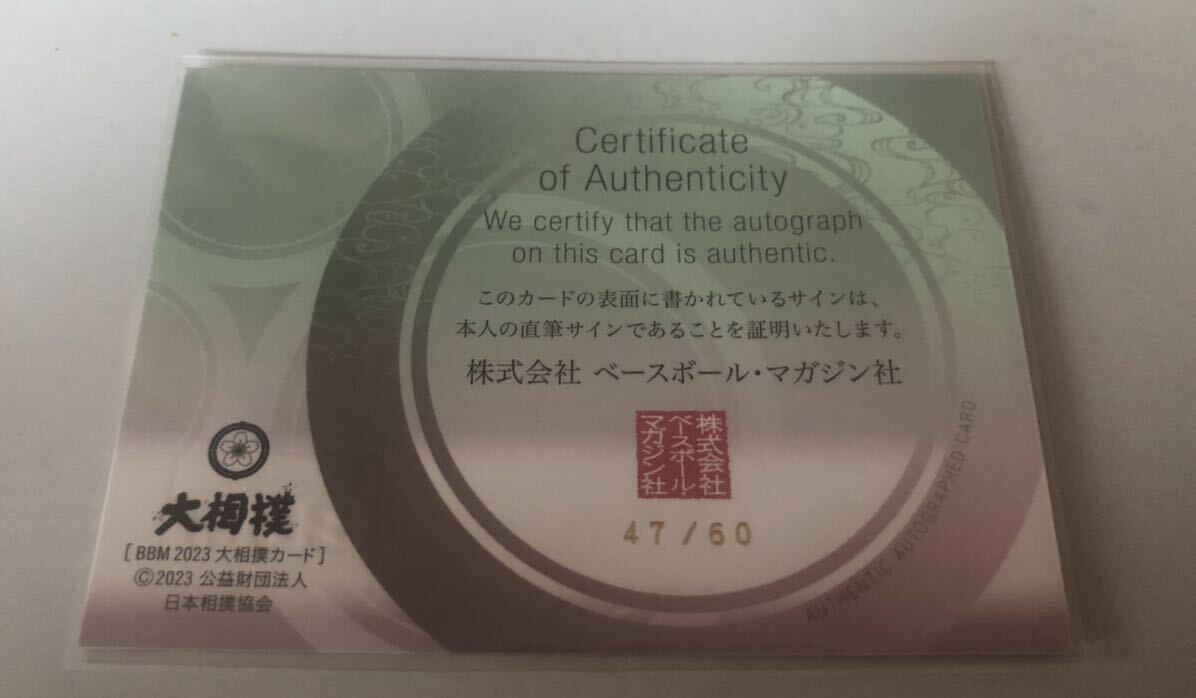 Certificate
of Authenticity
We certify that the autograph
on this card is authentic.
このカードの表面に書かれているサインは、
本人の直筆サインであることを証明いたします。
株式会社 ベースボール・マガジン社
株式会社
ベースボール・
マガジン社
47/60
大相撲
[BBM 2023 大相撲カード]
©2023 公益財団法人
日本相撲協会
AUTHENTIC AUTOGRAPHED CARD